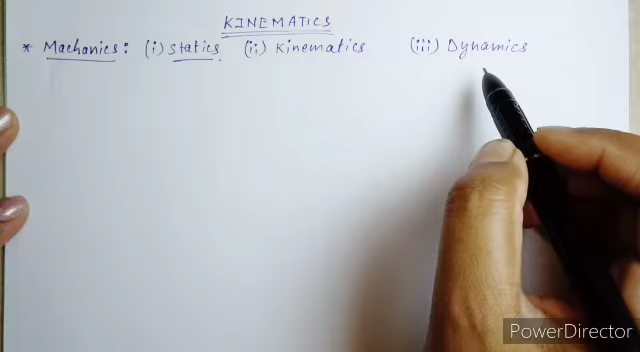 KINEMATICS
* Machanics: (i) Statics (ii) Kinematics (iii) Dynamics
PowerDirector